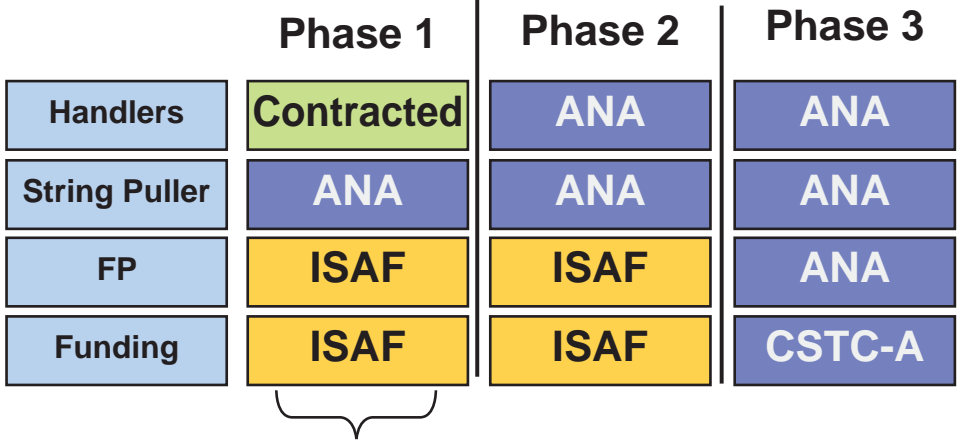 Phase 1 Phase 2 Phase 3
Handlers Contracted ANA ANA
String Puller ANA ANA ANA
FP ISAF ISAF ANA
Funding ISAF ISAF CSTC-A